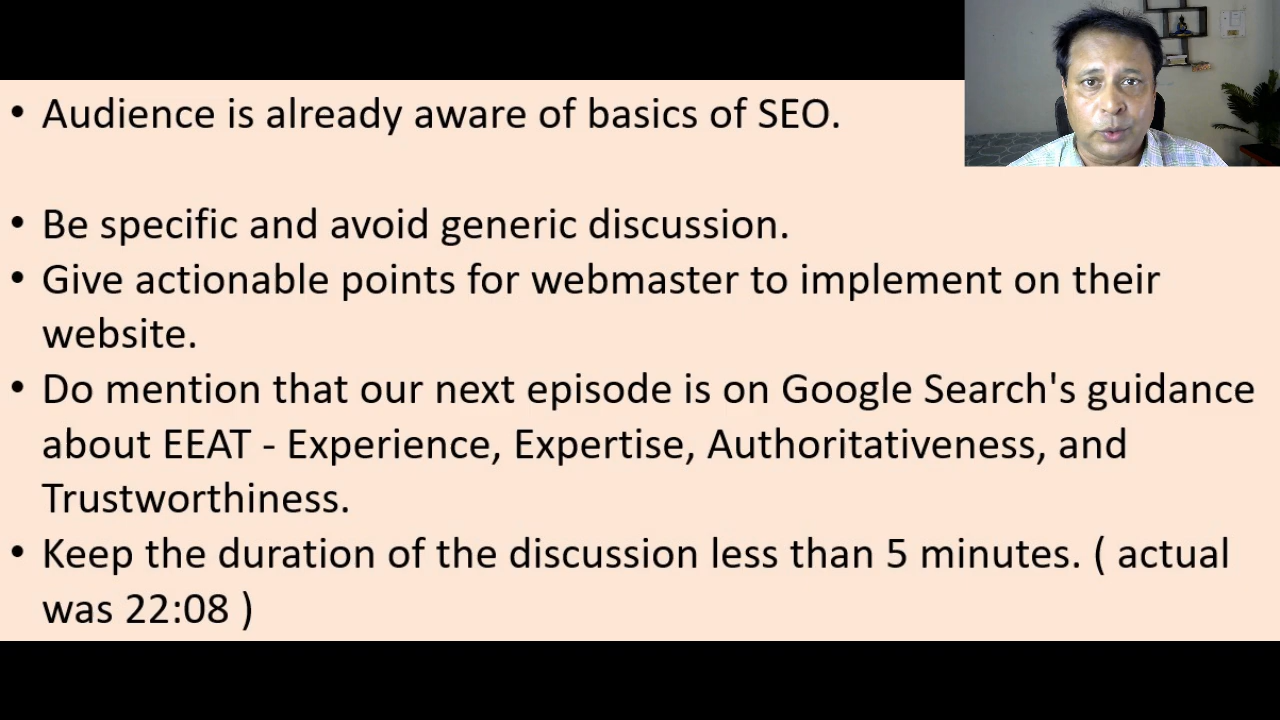 • Audience is already aware of basics of SEO.
• Be specific and avoid generic discussion.
• Give actionable points for webmaster to implement on their
website.
• Do mention that our next episode is on Google Search's guidance
about EEAT - Experience, Expertise, Authoritativeness, and
Trustworthiness.
• Keep the duration of the discussion less than 5 minutes. ( actual
was 22:08 )